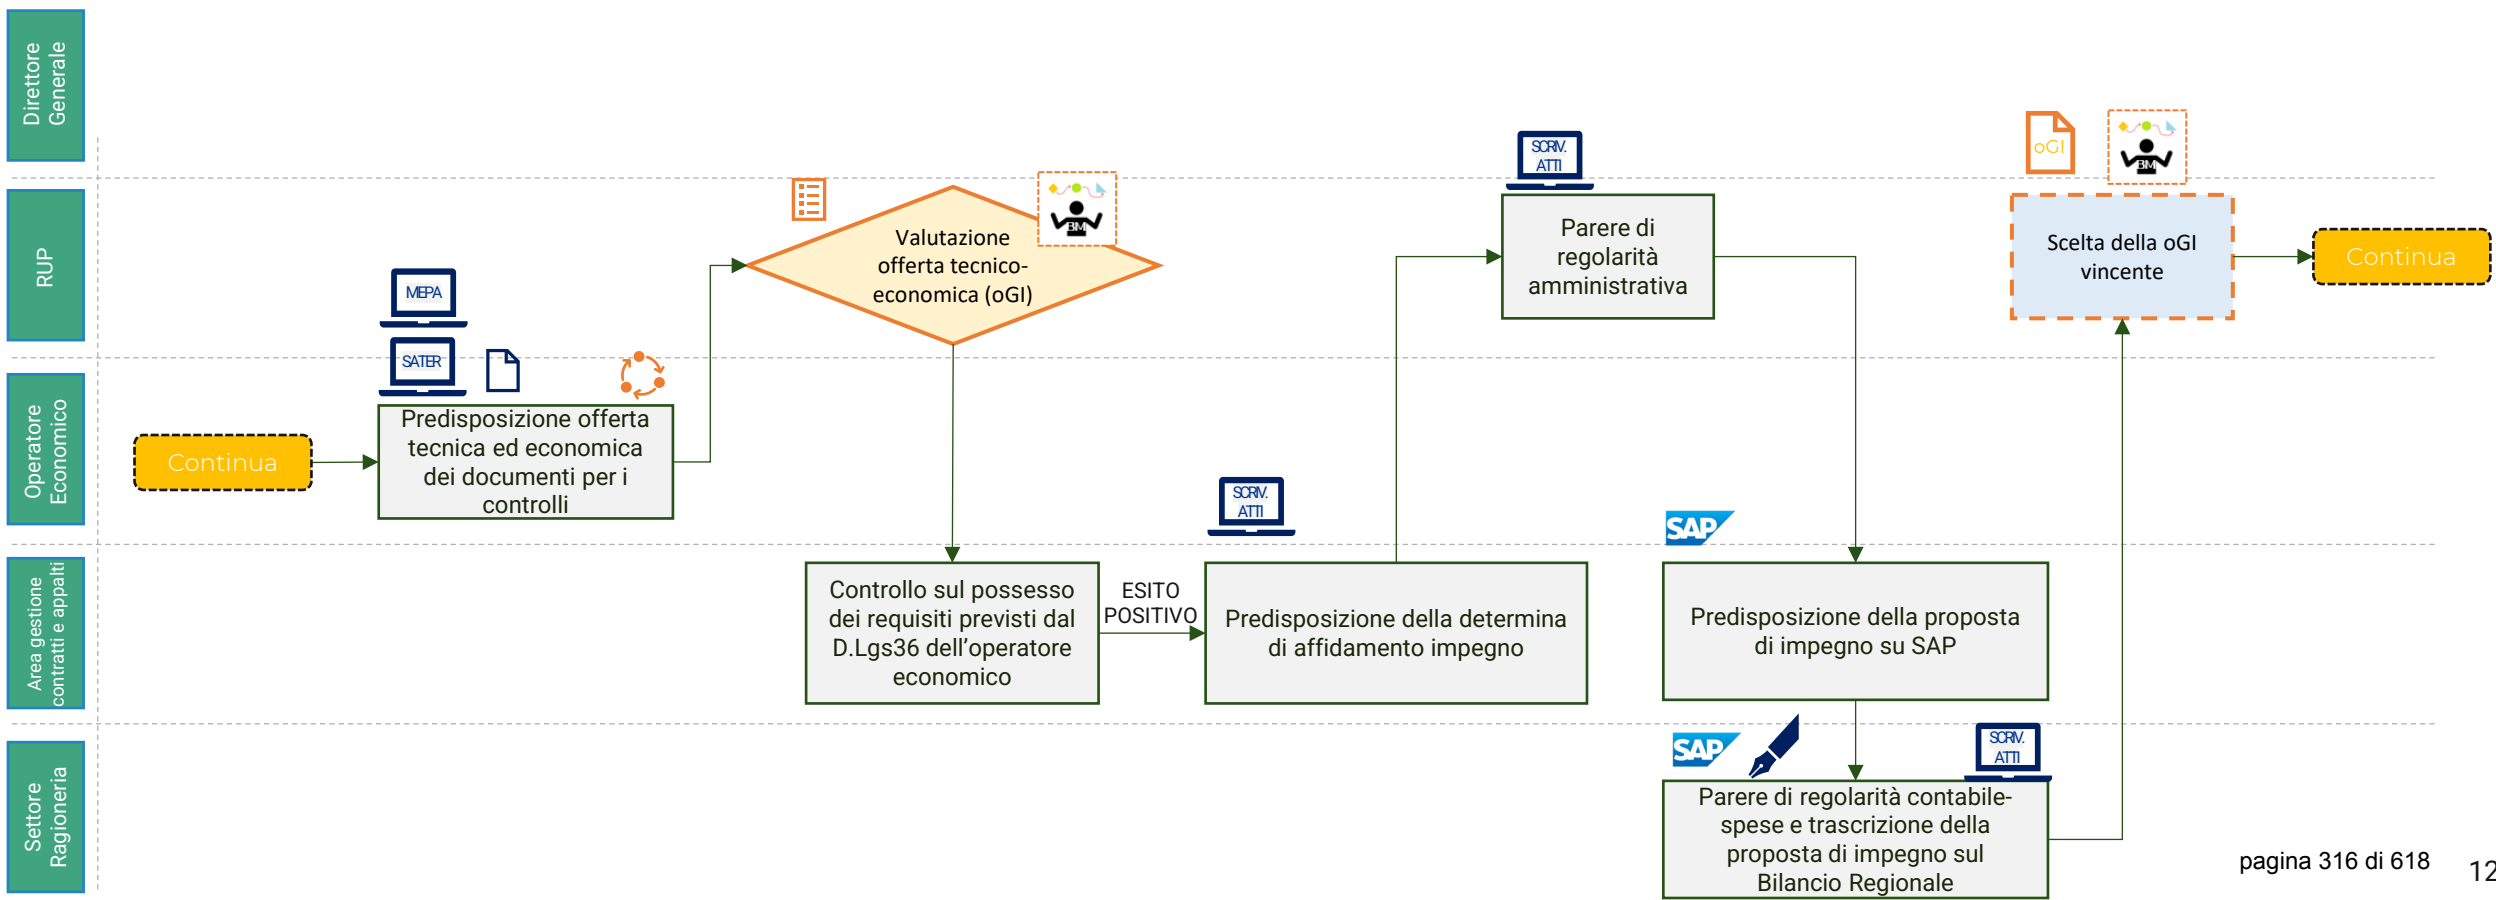 Direttore
Generale
RUP
Operatore
Economico
Area gestione
contratti e appalti
Settore
Ragioneria
Continua
MEPA
SATER
Predisposizione offerta
tecnica ed economica
dei documenti per i
controlli
Valutazione
offerta tecnico-
economica (oGI)
BM
Controllo sul possesso
dei requisiti previsti dal
D.Lgs36 dell’operatore
economico
ESITO
POSITIVO
SCRIV.
ATTI
Predisposizione della determina
di affidamento impegno
SCRIV.
ATTI
Parere di
regolarità
amministrativa
SAP
Predisposizione della proposta
di impegno su SAP
SAP
SCRIV.
ATTI
Parere di regolarità contabile-
spese e trascrizione della
proposta di impegno sul
Bilancio Regionale
oGI
BM
Scelta della oGI
vincente
Continua
pagina 316 di 618
12